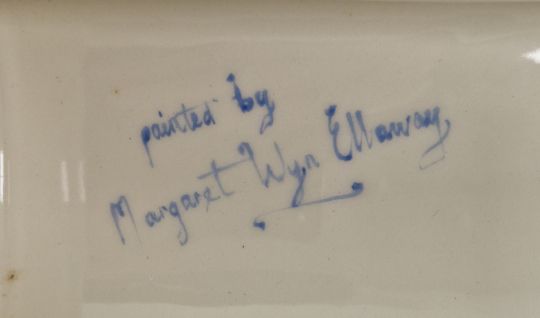 painted by
Margaret Wyn Ellaway